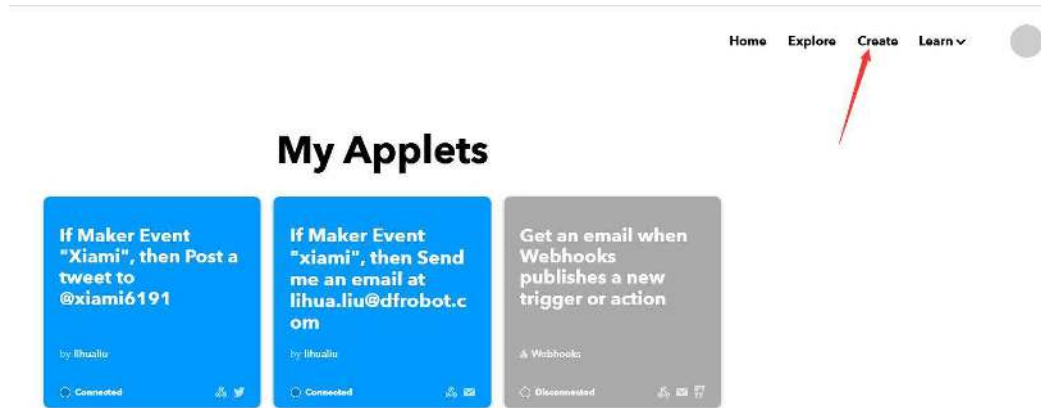 Home Explore Create Learn
My Applets
If Maker Event
"Xiami", then Post a
tweet to
@xiami6191
by lihualiu
Connected
If Maker Event
"xiami", then Send
me an email at
lihua.liu@dfrobot.c
om
by lihualiu
Connected
Get an email when
Webhooks
publishes a new
trigger or action
Webhooks
Disconnected